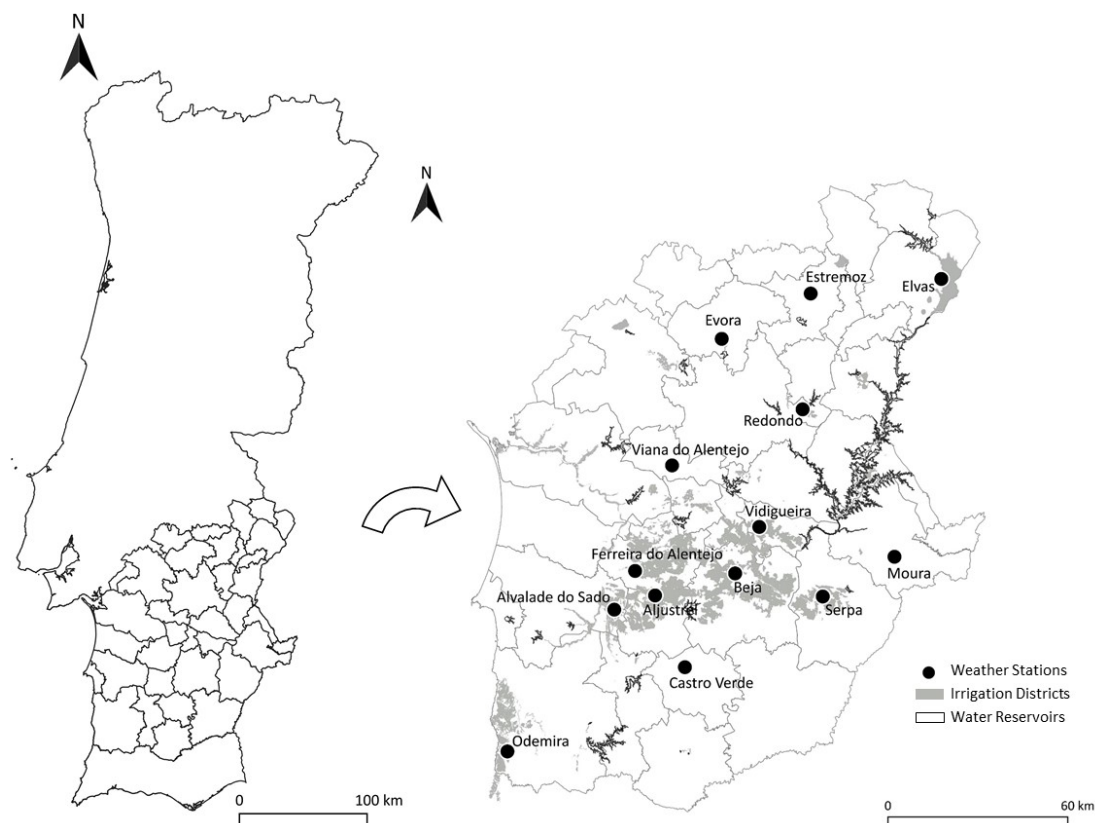 N
N
Estremoz
Elvas
Evora
Redondo
Viana do Alentejo
Vidigueira
Ferreira do Alentejo
Moura
Beja
Alvalade do Sado
Aljustrel
Serpa
Castro Verde
Weather Stations
Irrigation Districts
Water Reservoirs
Odemira
0 100 km
0 60 km